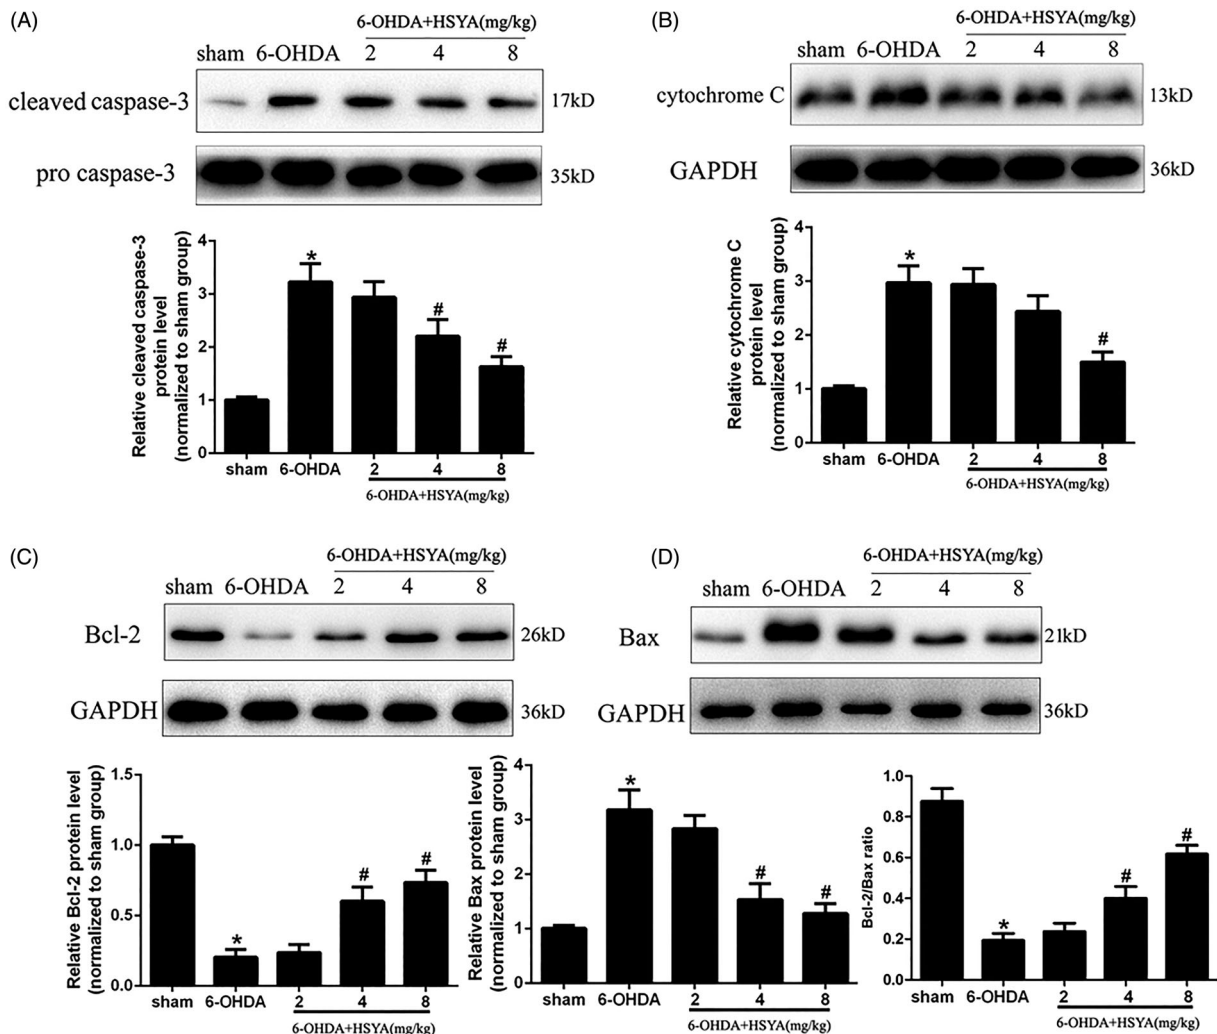 (A)
6-OHDA+HSYA(mg/kg)
sham 6-OHDA 2 4 8
cleaved caspase-3 17kD
pro caspase-3 35kD
Relative cleaved caspase-3
protein level
(normalized to sham group)
4
3
2
1
0
*
#
#
sham 6-OHDA 2 4 8
6-OHDA+HSYA(mg/kg)
(B)
6-OHDA+HSYA(mg/kg)
sham 6-OHDA 2 4 8
cytochrome C 13kD
GAPDH 36kD
Relative cytochrome C
protein level
(normalized to sham group)
4
3
2
1
0
*
#
sham 6-OHDA 2 4 8
6-OHDA+HSYA(mg/kg)
(C)
6-OHDA+HSYA(mg/kg)
sham 6-OHDA 2 4 8
Bcl-2 26kD
GAPDH 36kD
Relative Bcl-2 protein level
(normalized to sham group)
1.5
1.0
0.5
0.0
*
#
#
sham 6-OHDA 2 4 8
6-OHDA+HSYA(mg/kg)
(D)
6-OHDA+HSYA(mg/kg)
sham 6-OHDA 2 4 8
Bax 21kD
GAPDH 36kD
Relative Bax protein level
(normalized to sham group)
4
3
2
1
0
*
#
#
sham 6-OHDA 2 4 8
6-OHDA+HSYA(mg/kg)
Bcl-2/Bax ratio
1.0
0.8
0.6
0.4
0.2
0.0
*
#
#
sham 6-OHDA 2 4 8
6-OHDA+HSYA(mg/kg)